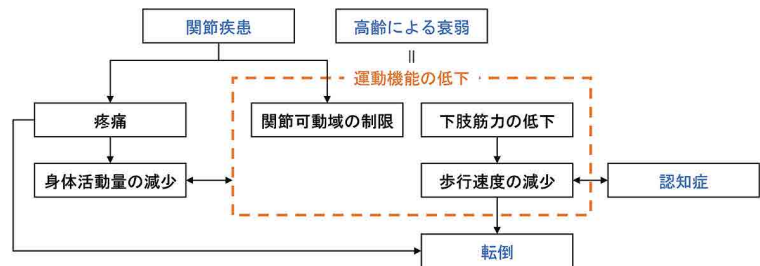 関節疾患
高齢による衰弱
=
運動機能の低下
疼痛
関節可動域の制限
下肢筋力の低下
身体活動量の減少
歩行速度の減少
認知症
転倒